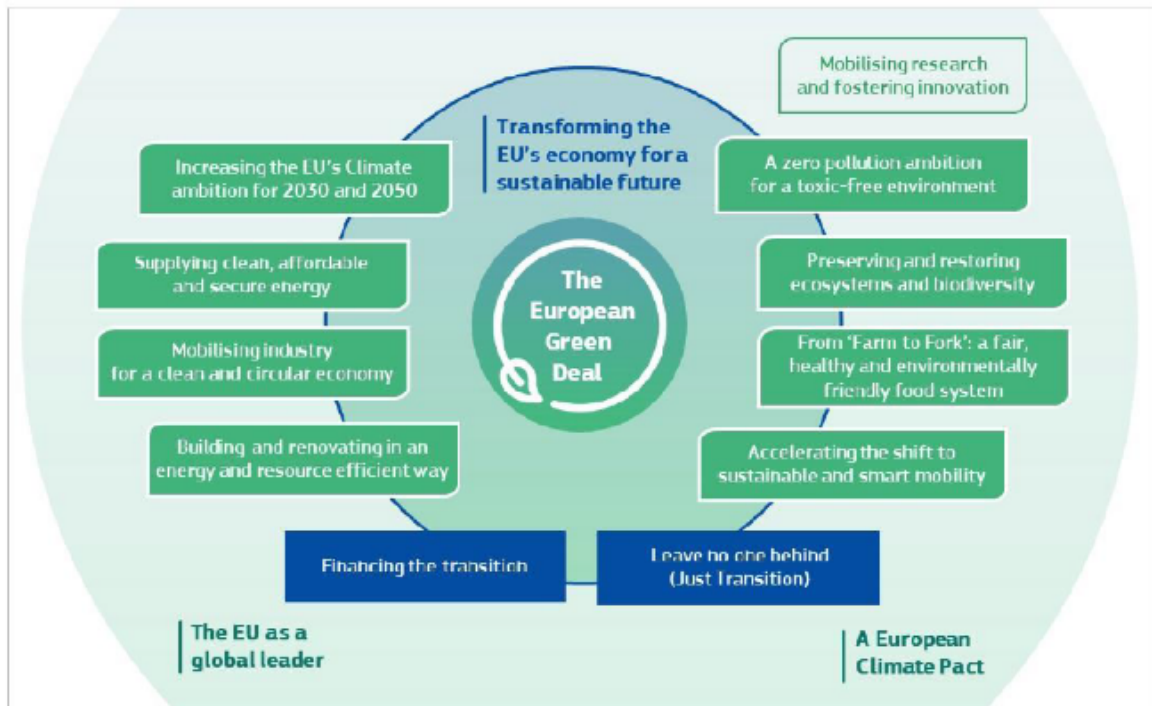 Mobilising research
and fostering innovation
Transforming the
EU's economy for a
sustainable future
Increasing the EU's Climate
ambition for 2030 and 2050
A zero pollution ambition
for a toxic-free environment
Supplying clean, affordable
and secure energy
Preserving and restoring
ecosystems and biodiversity
The
European
Green
Deal
Mobilising industry
for a clean and circular economy
From 'Farm to Fork': a fair,
healthy and environmentally
friendly food system
Building and renovating in an
energy and resource efficient way
Accelerating the shift to
sustainable and smart mobility
Financing the transition
Leave no one behind
(Just Transition)
The EU as a
global leader
A European
Climate Pact